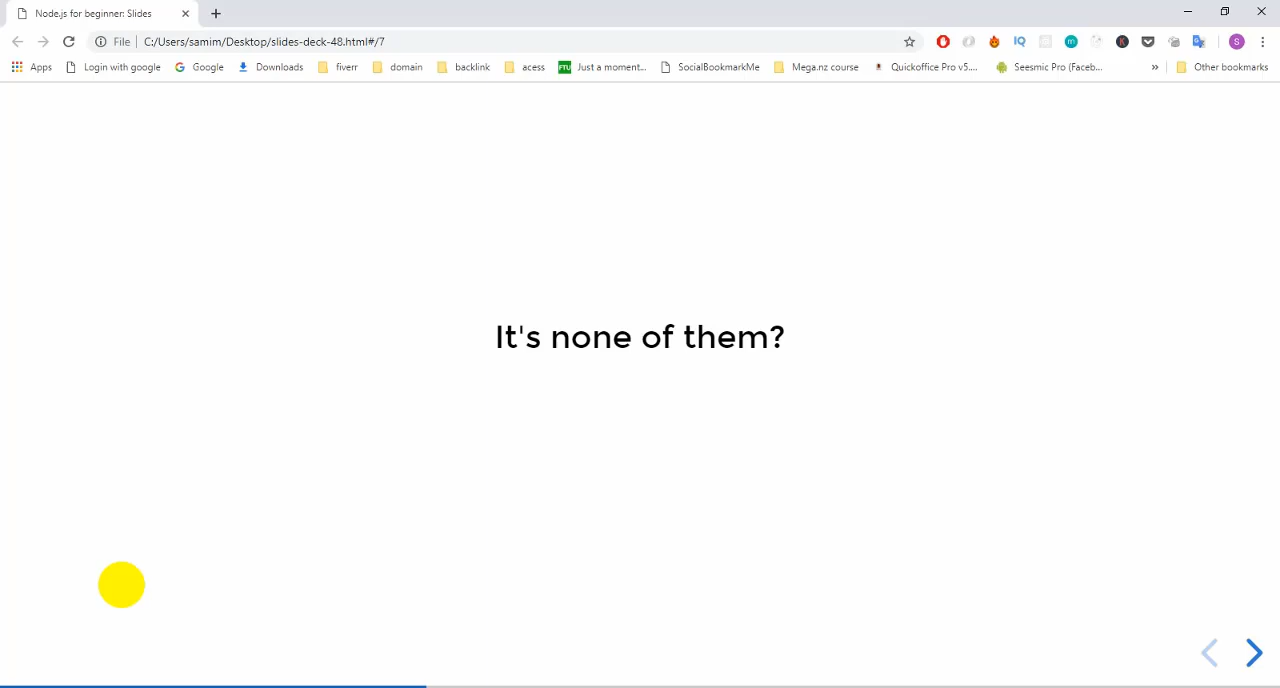 Node.js for beginner: Slides
File C:/Users/samim/Desktop/slides-deck-48.html#/7
IQ m K S
Apps Login with google Google Downloads fiverr domain backlink acess FTU Just a moment... SocialBookmarkMe Mega.nz course Quickoffice Pro v5.... Seesmic Pro (Faceb... » Other bookmarks
It's none of them?